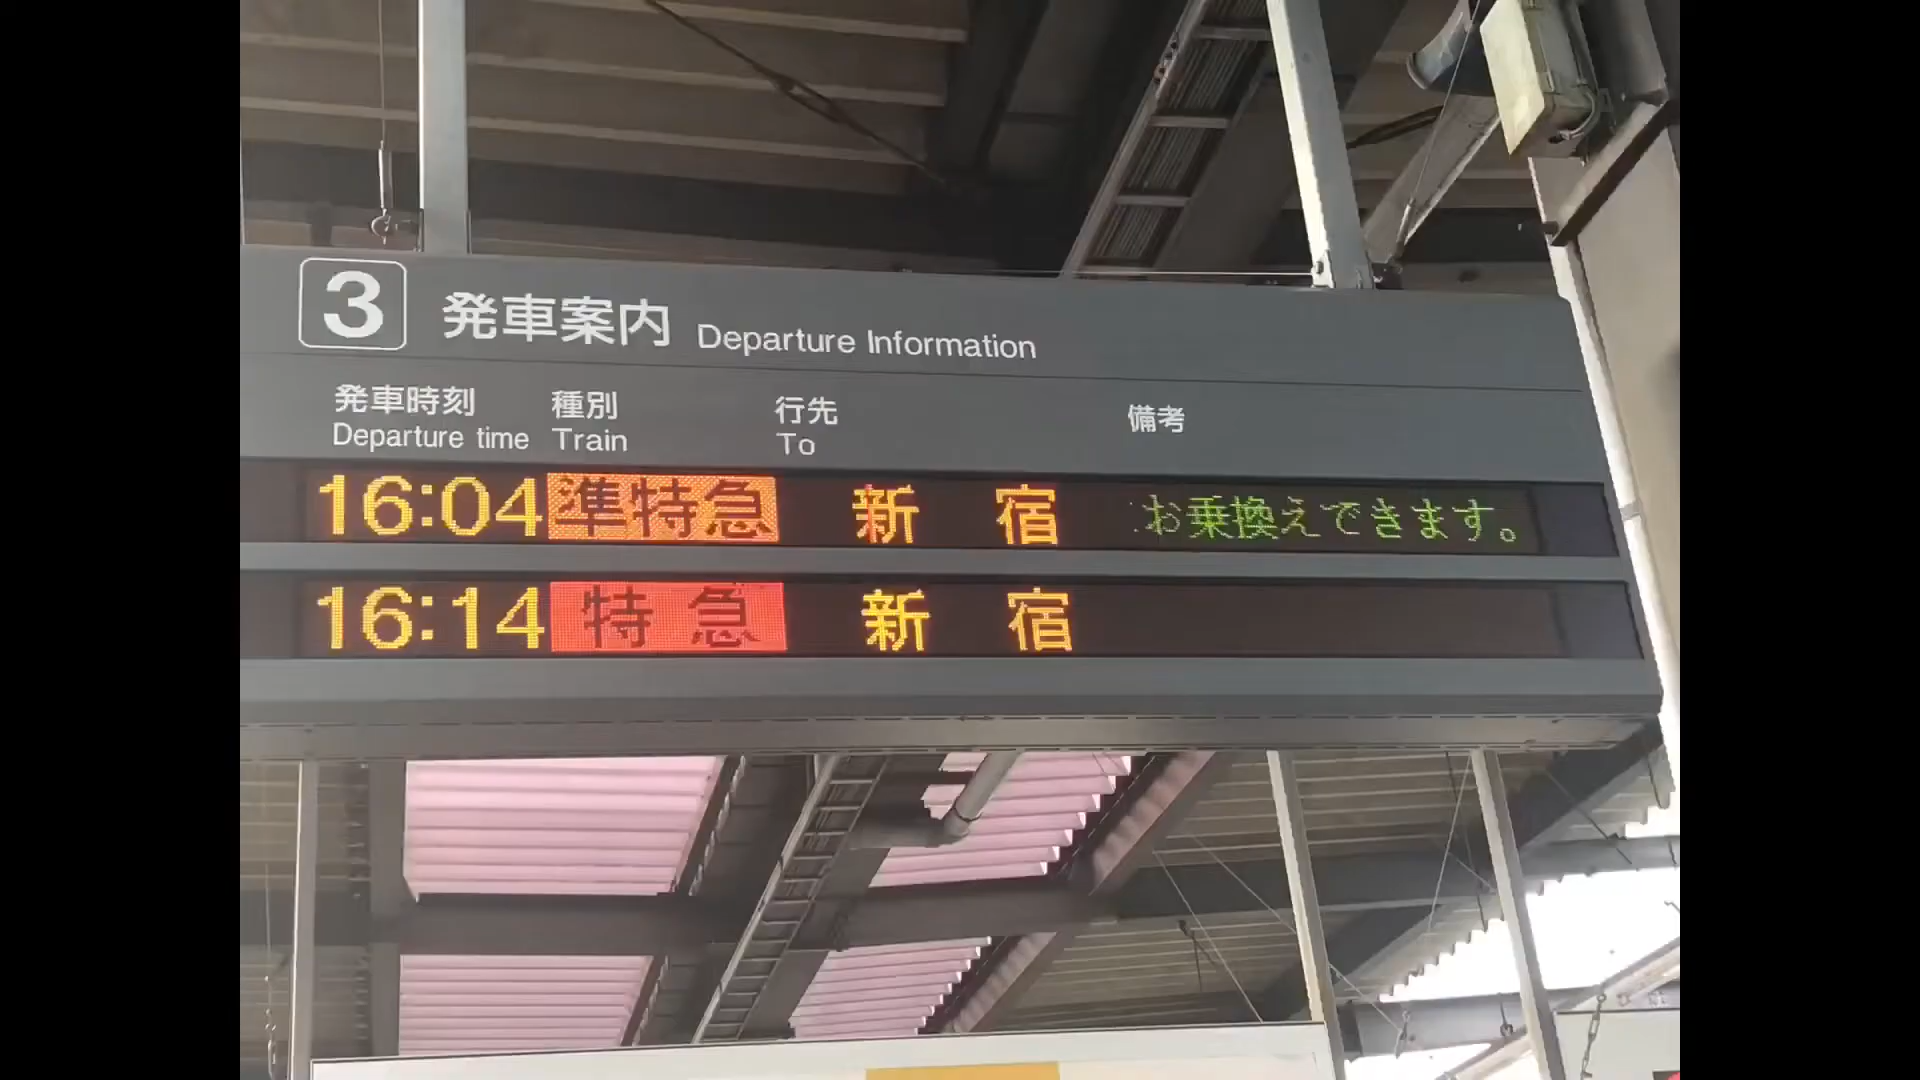 3 発車案内 Departure Information
発車時刻 種別 行先 備考
Departure time Train To
16:04 準特急 新宿 お乗換えできます。
16:14 特急 新宿